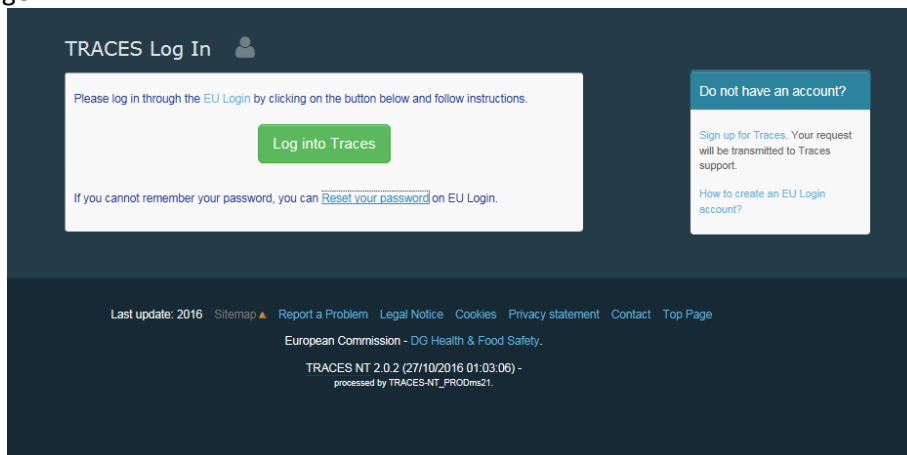 TRACES Log In
Please log in through the EU Login by clicking on the button below and follow instructions.
Log into Traces
If you cannot remember your password, you can Reset your password on EU Login.
Do not have an account?
Sign up for Traces. Your request
will be transmitted to Traces
support.
How to create an EU Login
account?
Last update: 2016 Sitemap Report a Problem Legal Notice Cookies Privacy statement Contact Top Page
European Commission - DG Health & Food Safety.
TRACES NT 2.0.2 (27/10/2016 01:03:06) -
processed by TRACES-NT_PRODms21.